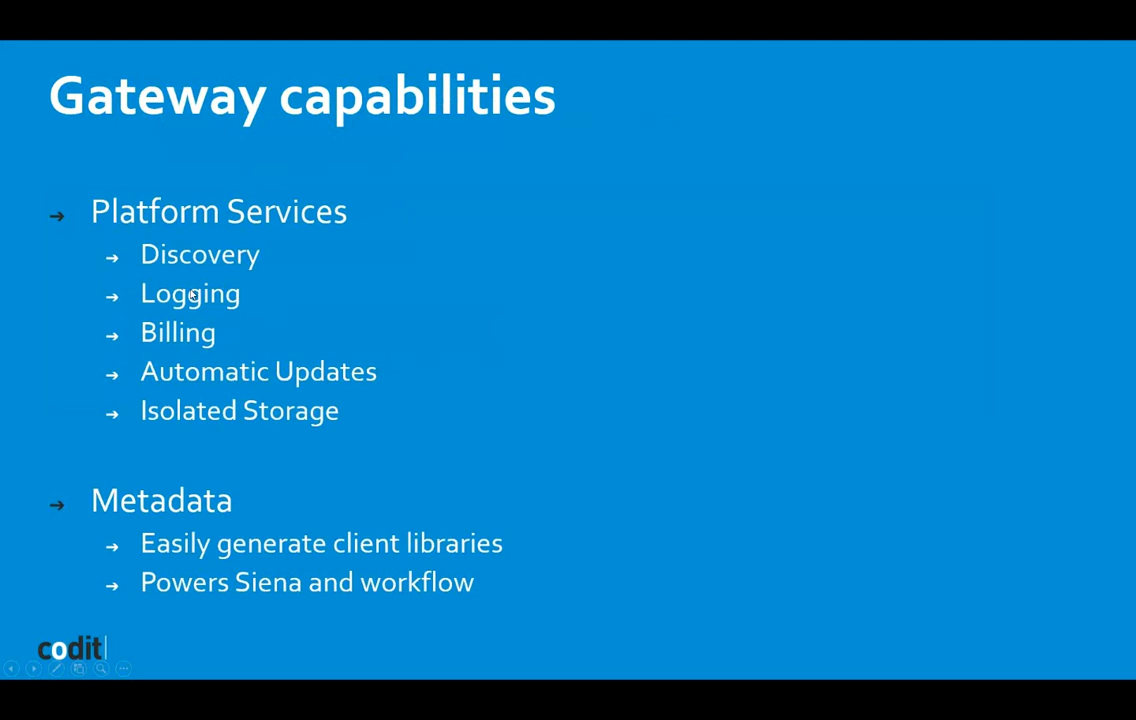 Gateway capabilities
→ Platform Services
→ Discovery
→ Logging
→ Billing
→ Automatic Updates
→ Isolated Storage
→ Metadata
→ Easily generate client libraries
→ Powers Siena and workflow
codit